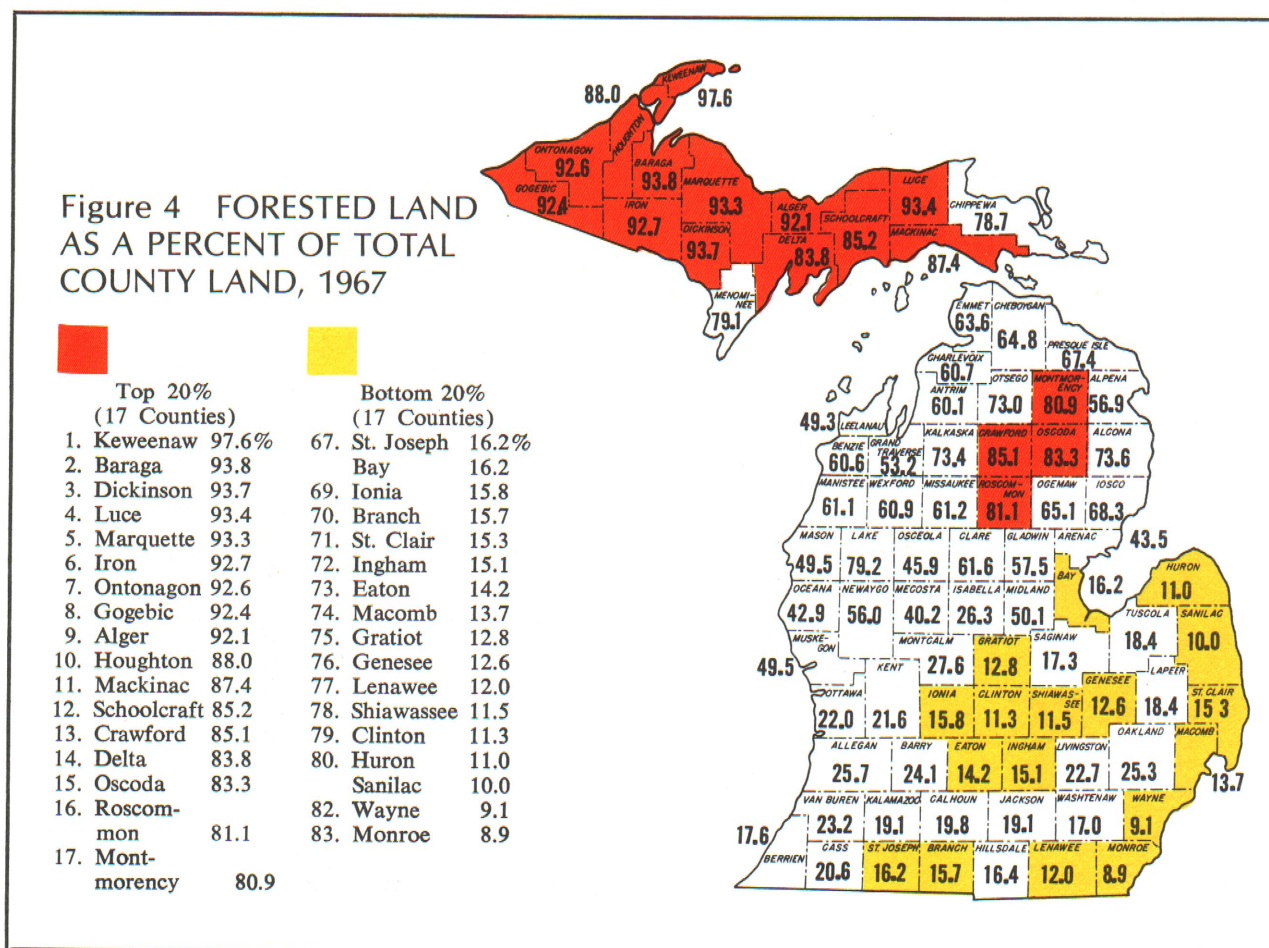 Figure 4 FORESTED LAND
AS A PERCENT OF TOTAL
COUNTY LAND, 1967
Top 20%
(17 Counties)
1. Keweenaw 97.6%
2. Baraga 93.8
3. Dickinson 93.7
4. Luce 93.4
5. Marquette 93.3
6. Iron 92.7
7. Ontonagon 92.6
8. Gogebic 92.4
9. Alger 92.1
10. Houghton 88.0
11. Mackinac 87.4
12. Schoolcraft 85.2
13. Crawford 85.1
14. Delta 83.8
15. Oscoda 83.3
16. Roscom-
mon 81.1
17. Mont-
morency 80.9
Bottom 20%
(17 Counties)
67. St. Joseph 16.2%
Bay 16.2
69. Ionia 15.8
70. Branch 15.7
71. St. Clair 15.3
72. Ingham 15.1
73. Eaton 14.2
74. Macomb 13.7
75. Gratiot 12.8
76. Genesee 12.6
77. Lenawee 12.0
78. Shiawassee 11.5
79. Clinton 11.3
80. Huron 11.0
Sanilac 10.0
82. Wayne 9.1
83. Monroe 8.9
KEWEENAW
88.0
97.6
HOUGHTON
ONTONAGON
92.6
BARAGA
93.8
GOGEBIC
92.4
IRON
92.7
MARQUETTE
93.3
DICKINSON
93.7
ALGER
92.1
DELTA
83.8
SCHOOLCRAFT
85.2
LUCE
93.4
MACKINAC
87.4
CHIPPEWA
78.7
MENOMI-
NEE
79.1
EMMET
63.6
CHEBOYGAN
64.8
PRESQUE ISLE
67.4
CHARLEVOIX
60.7
ANTRIM
60.1
OTSEGO
73.0
MONTMOR-
ENCY
80.9
ALPENA
56.9
49.3
LEELANAU
BENZIE
60.6
GRAND
TRAVERSE
53.2
KALKASKA
73.4
CRAWFORD
85.1
OSCODA
83.3
ALCONA
73.6
MANISTEE
61.1
WEXFORD
60.9
MISSAUKEE
61.2
ROSCOM-
MON
81.1
OGEMAW
65.1
IOSCO
68.3
MASON
49.5
LAKE
79.2
OSCEOLA
45.9
CLARE
61.6
GLADWIN
57.5
ARENAC
43.5
OCEANA
42.9
NEWAYGO
56.0
MECOSTA
40.2
ISABELLA
26.3
MIDLAND
50.1
BAY
16.2
HURON
11.0
MUSKE-
GON
49.5
MONTCALM
27.6
GRATIOT
12.8
SAGINAW
17.3
TUSCOLA
18.4
SANILAC
10.0
OTTAWA
22.0
KENT
21.6
IONIA
15.8
CLINTON
11.3
SHIAWAS-
SEE
11.5
GENESEE
12.6
LAPEER
18.4
ST. CLAIR
15 3
ALLEGAN
25.7
BARRY
24.1
EATON
14.2
INGHAM
15.1
LIVINGSTON
22.7
OAKLAND
25.3
MACOMB
13.7
VAN BUREN
23.2
KALAMAZOO
19.1
CALHOUN
19.8
JACKSON
19.1
WASHTENAW
17.0
WAYNE
9.1
17.6
BERRIEN
CASS
20.6
ST. JOSEPH
16.2
BRANCH
15.7
HILLSDALE
16.4
LENAWEE
12.0
MONROE
8.9